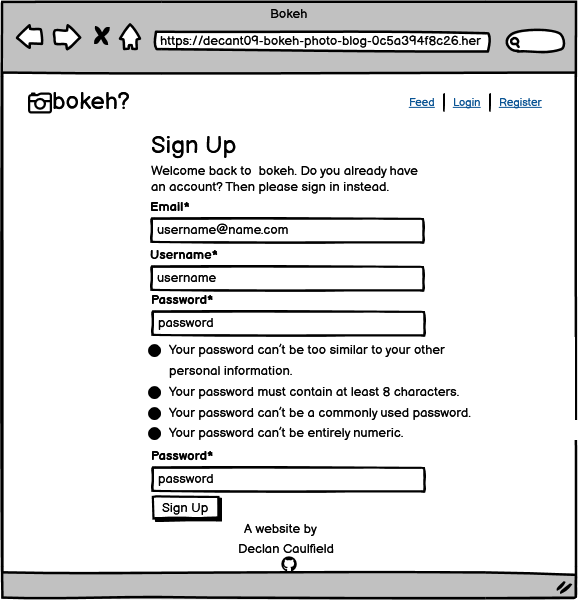 Bokeh
https://decant09-bokeh-photo-blog-0c5a394f8c26.her
bokeh?
Feed
Login
Register
Sign Up
Welcome back to bokeh. Do you already have
an account? Then please sign in instead.
Email*
username@name.com
Username*
username
Password*
password
Your password can't be too similar to your other
personal information.
Your password must contain at least 8 characters.
Your password can't be a commonly used password.
Your password can't be entirely numeric.
Password*
password
Sign Up
A website by
Declan Caulfield